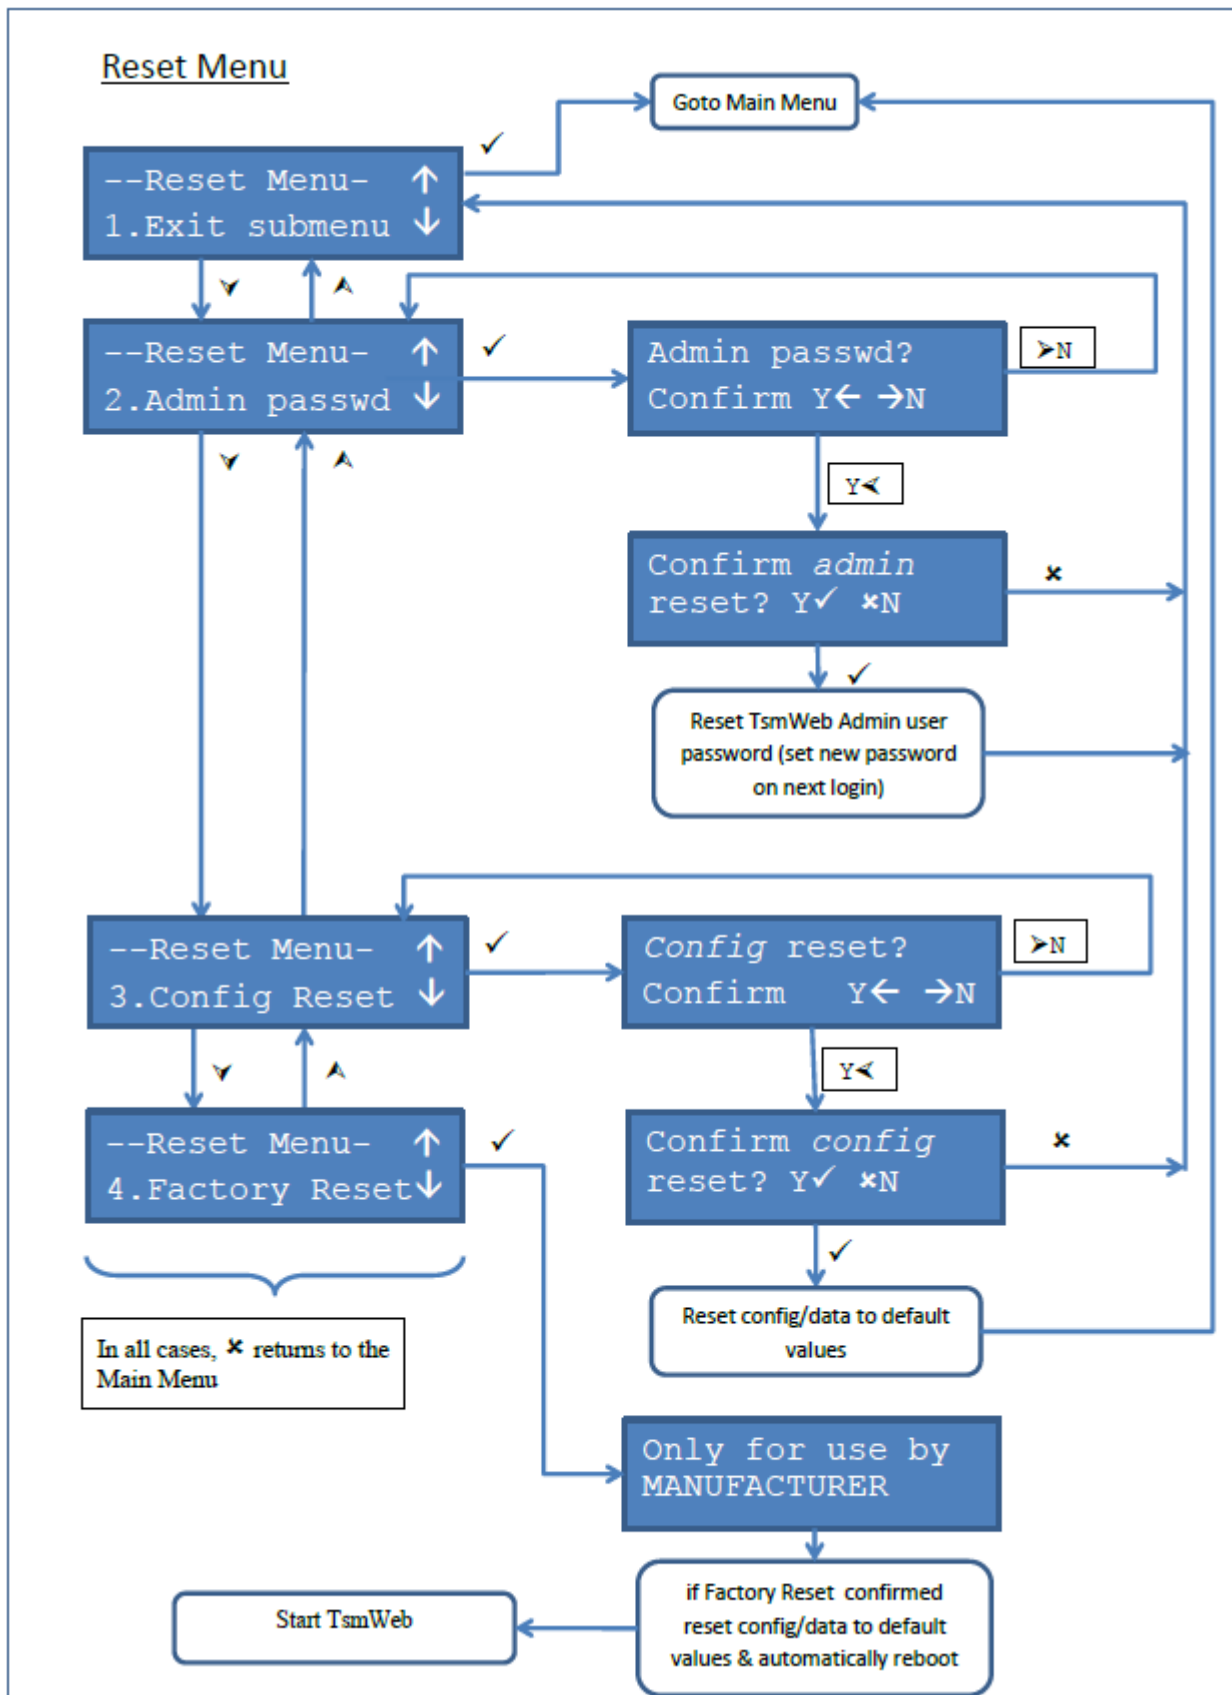 Reset Menu
Goto Main Menu
✓
--Reset Menu- ↑
1.Exit submenu ↓
⮟ ⮝
--Reset Menu- ↑
2.Admin passwd ↓
✓
Admin passwd?
Confirm Y← →N
➢N
⮟ ⮝
Y⮜
Confirm admin
reset? Y✓ ×N
×
✓
Reset TsmWeb Admin user
password (set new password
on next login)
--Reset Menu- ↑
3.Config Reset ↓
✓
Config reset?
Confirm Y← →N
➢N
⮟ ⮝
Y⮜
--Reset Menu- ↑
4.Factory Reset↓
✓
Confirm config
reset? Y✓ ×N
×
✓
Reset config/data to default
values
In all cases, × returns to the
Main Menu
Only for use by
MANUFACTURER
if Factory Reset confirmed
reset config/data to default
values & automatically reboot
Start TsmWeb